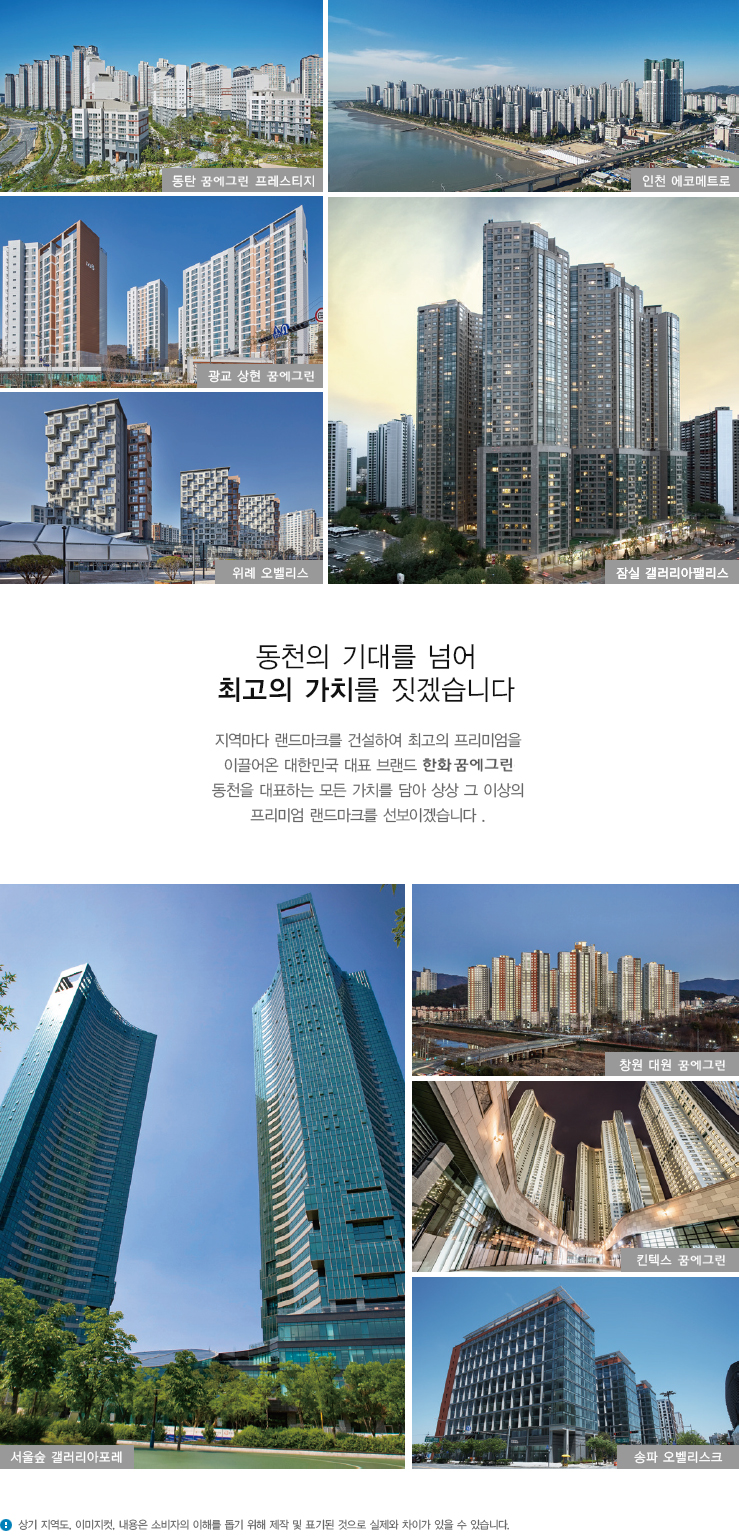 동탄 꿈에그린 프레스티지
인천 에코메트로
광교 상현 꿈에그린
위례 오벨리스
잠실 갤러리아팰리스
동천의 기대를 넘어
최고의 가치를 짓겠습니다
지역마다 랜드마크를 건설하여 최고의 프리미엄을
이끌어온 대한민국 대표 브랜드 한화 꿈에그린
동천을 대표하는 모든 가치를 담아 상상 그 이상의
프리미엄 랜드마크를 선보이겠습니다 .
창원 대원 꿈에그린
킨텍스 꿈에그린
서울숲 갤러리아포레
송파 오벨리스크
상기 지역도, 이미지컷, 내용은 소비자의 이해를 돕기 위해 제작 및 표기된 것으로 실제와 차이가 있을 수 있습니다.